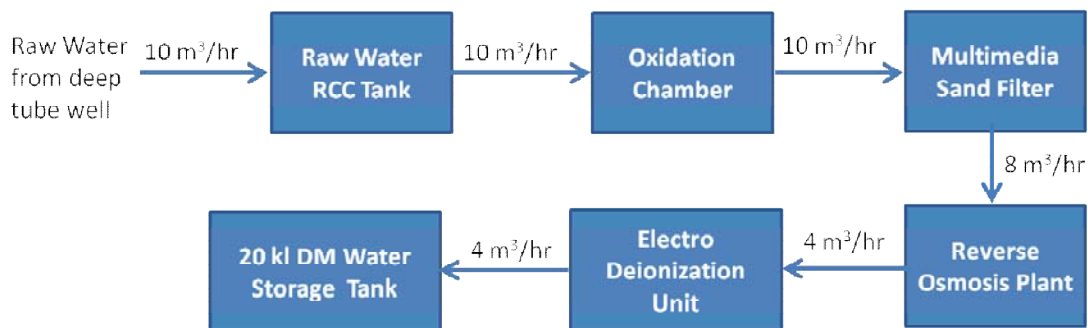 Raw Water
from deep
tube well
10 m³/hr
Raw Water
RCC Tank
10 m³/hr
Oxidation
Chamber
10 m³/hr
Multimedia
Sand Filter
8 m³/hr
Reverse
Osmosis Plant
4 m³/hr
Electro
Deionization
Unit
4 m³/hr
20 kl DM Water
Storage Tank